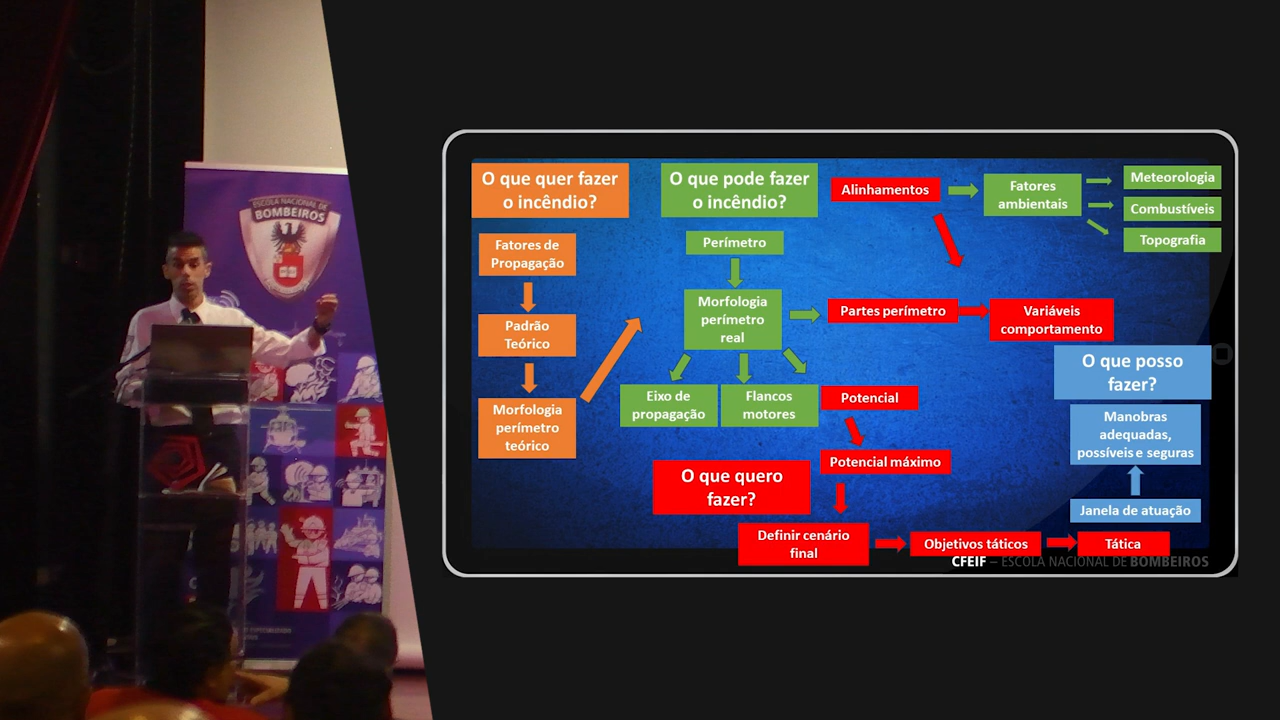 ESCOLA NACIONAL DE
BOMBEIROS
O que quer fazer
o incêndio?
Fatores de
Propagação
Padrão
Teórico
Morfologia
perímetro
teórico
O que pode fazer
o incêndio?
Perímetro
Morfologia
perímetro
real
Eixo de
propagação
Flancos
motores
Alinhamentos
Fatores
ambientais
Meteorologia
Combustíveis
Topografia
Partes perímetro
Variáveis
comportamento
Potencial
Potencial máximo
O que quero
fazer?
Definir cenário
final
Objetivos táticos
Tática
O que posso
fazer?
Manobras
adequadas,
possíveis e seguras
Janela de atuação
CFEIF – ESCOLA NACIONAL DE BOMBEIROS